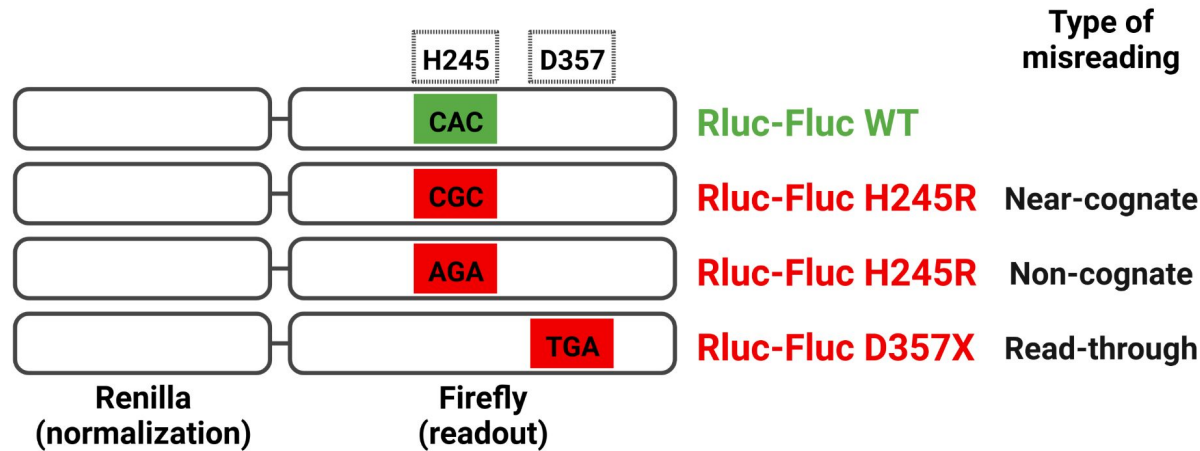 Type of
misreading
H245 D357
CAC Rluc-Fluc WT
CGC Rluc-Fluc H245R Near-cognate
AGA Rluc-Fluc H245R Non-cognate
TGA Rluc-Fluc D357X Read-through
Renilla Firefly
(normalization) (readout)